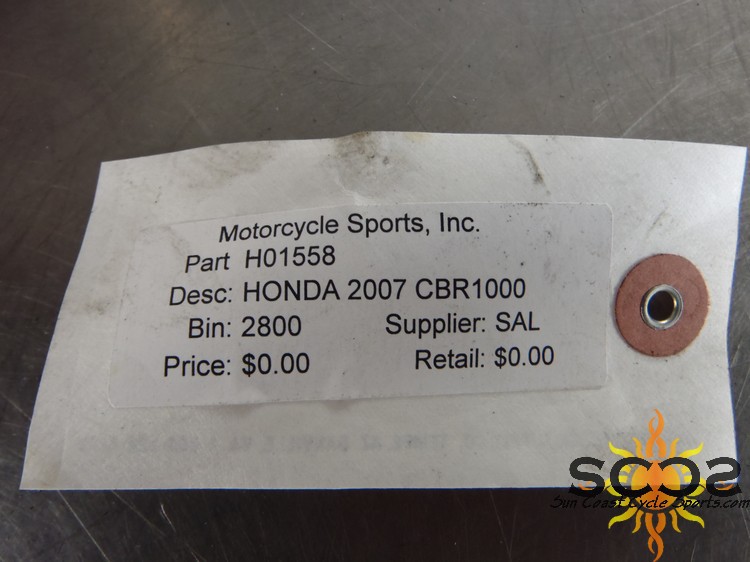 Motorcycle Sports, Inc.
Part H01558
Desc: HONDA 2007 CBR1000
Bin: 2800 Supplier: SAL
Price: $0.00 Retail: $0.00
SCCS
Sun Coast Cycle Sports.com